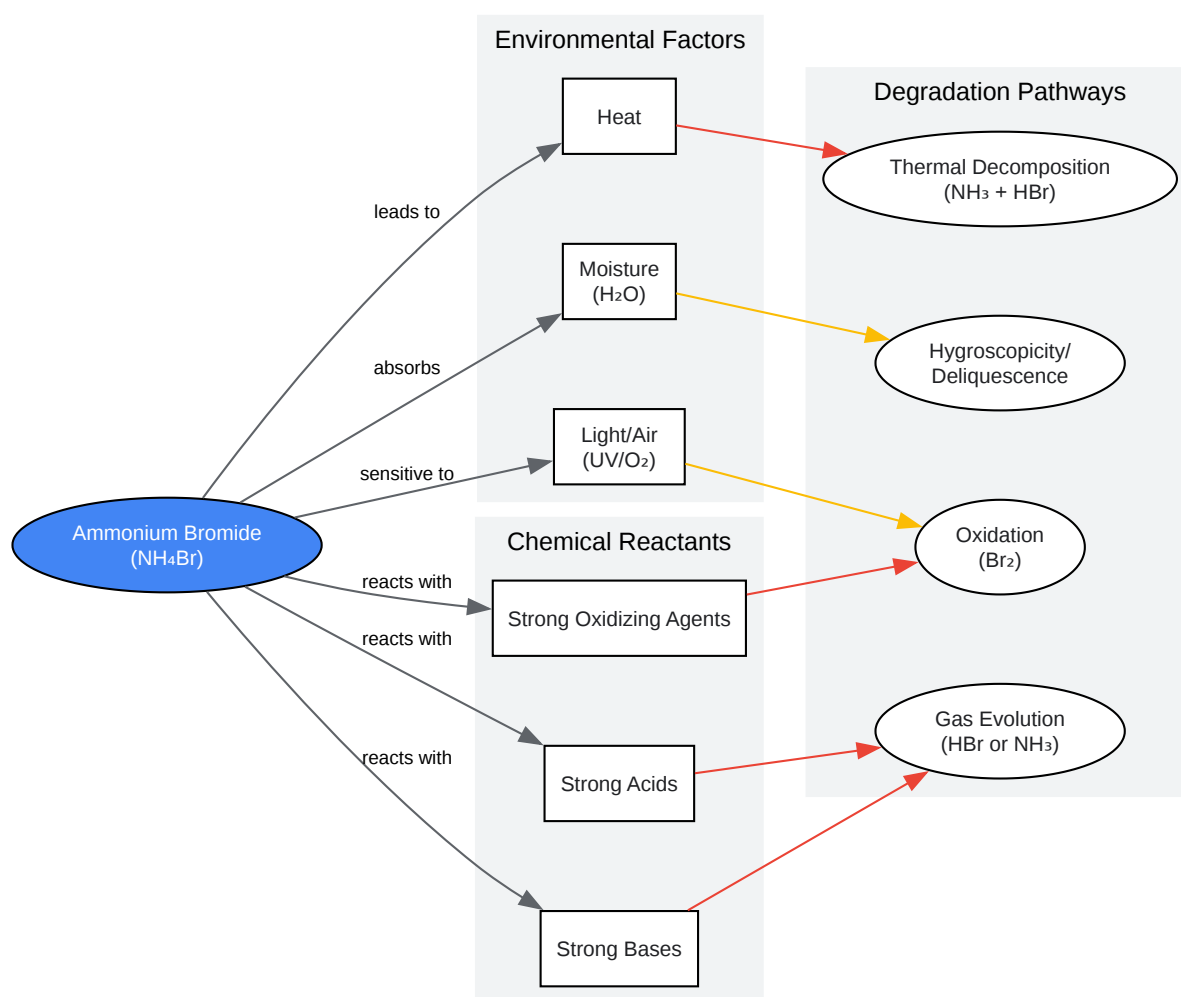 Environmental Factors
Degradation Pathways
Heat
Thermal Decomposition
(NH₃ + HBr)
leads to
Moisture
(H₂O)
Hygroscopicity/
Deliquescence
absorbs
Light/Air
(UV/O₂)
sensitive to
Ammonium Bromide
(NH₄Br)
Oxidation
(Br₂)
Chemical Reactants
reacts with
Strong Oxidizing Agents
reacts with
Gas Evolution
(HBr or NH₃)
reacts with
Strong Acids
Strong Bases